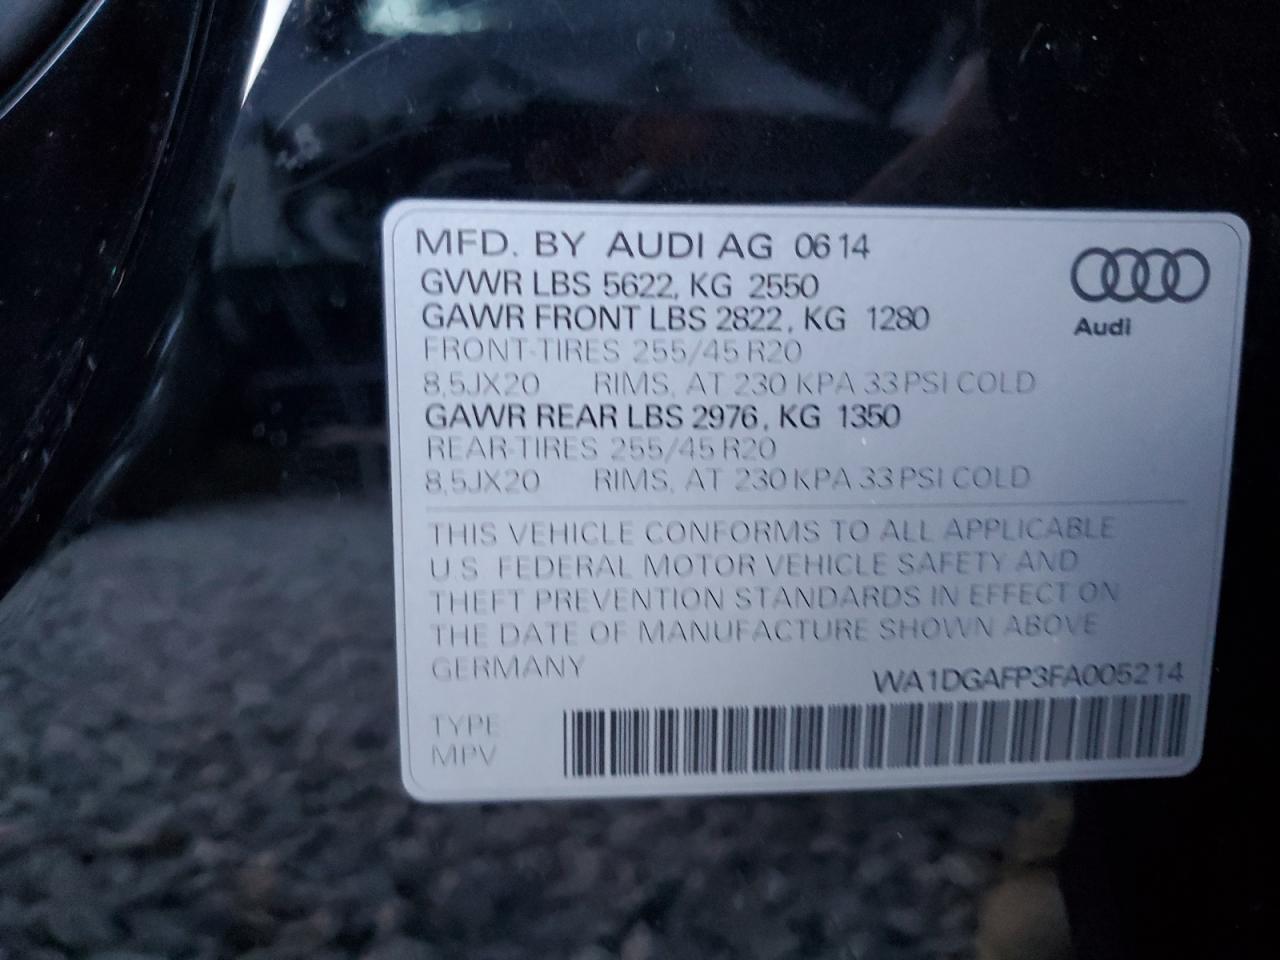 MFD. BY AUDI AG 0614
GVWR LBS 5622, KG 2550
GAWR FRONT LBS 2822, KG 1280
FRONT-TIRES 255/45 R20
8,5JX20 RIMS, AT 230 KPA 33 PSI COLD
GAWR REAR LBS 2976, KG 1350
REAR-TIRES 255/45 R20
8,5JX20 RIMS, AT 230 KPA 33 PSI COLD
Audi
THIS VEHICLE CONFORMS TO ALL APPLICABLE
U.S. FEDERAL MOTOR VEHICLE SAFETY AND
THEFT PREVENTION STANDARDS IN EFFECT ON
THE DATE OF MANUFACTURE SHOWN ABOVE
GERMANY
WA1DGAFP3FA005214
TYPE
MPV